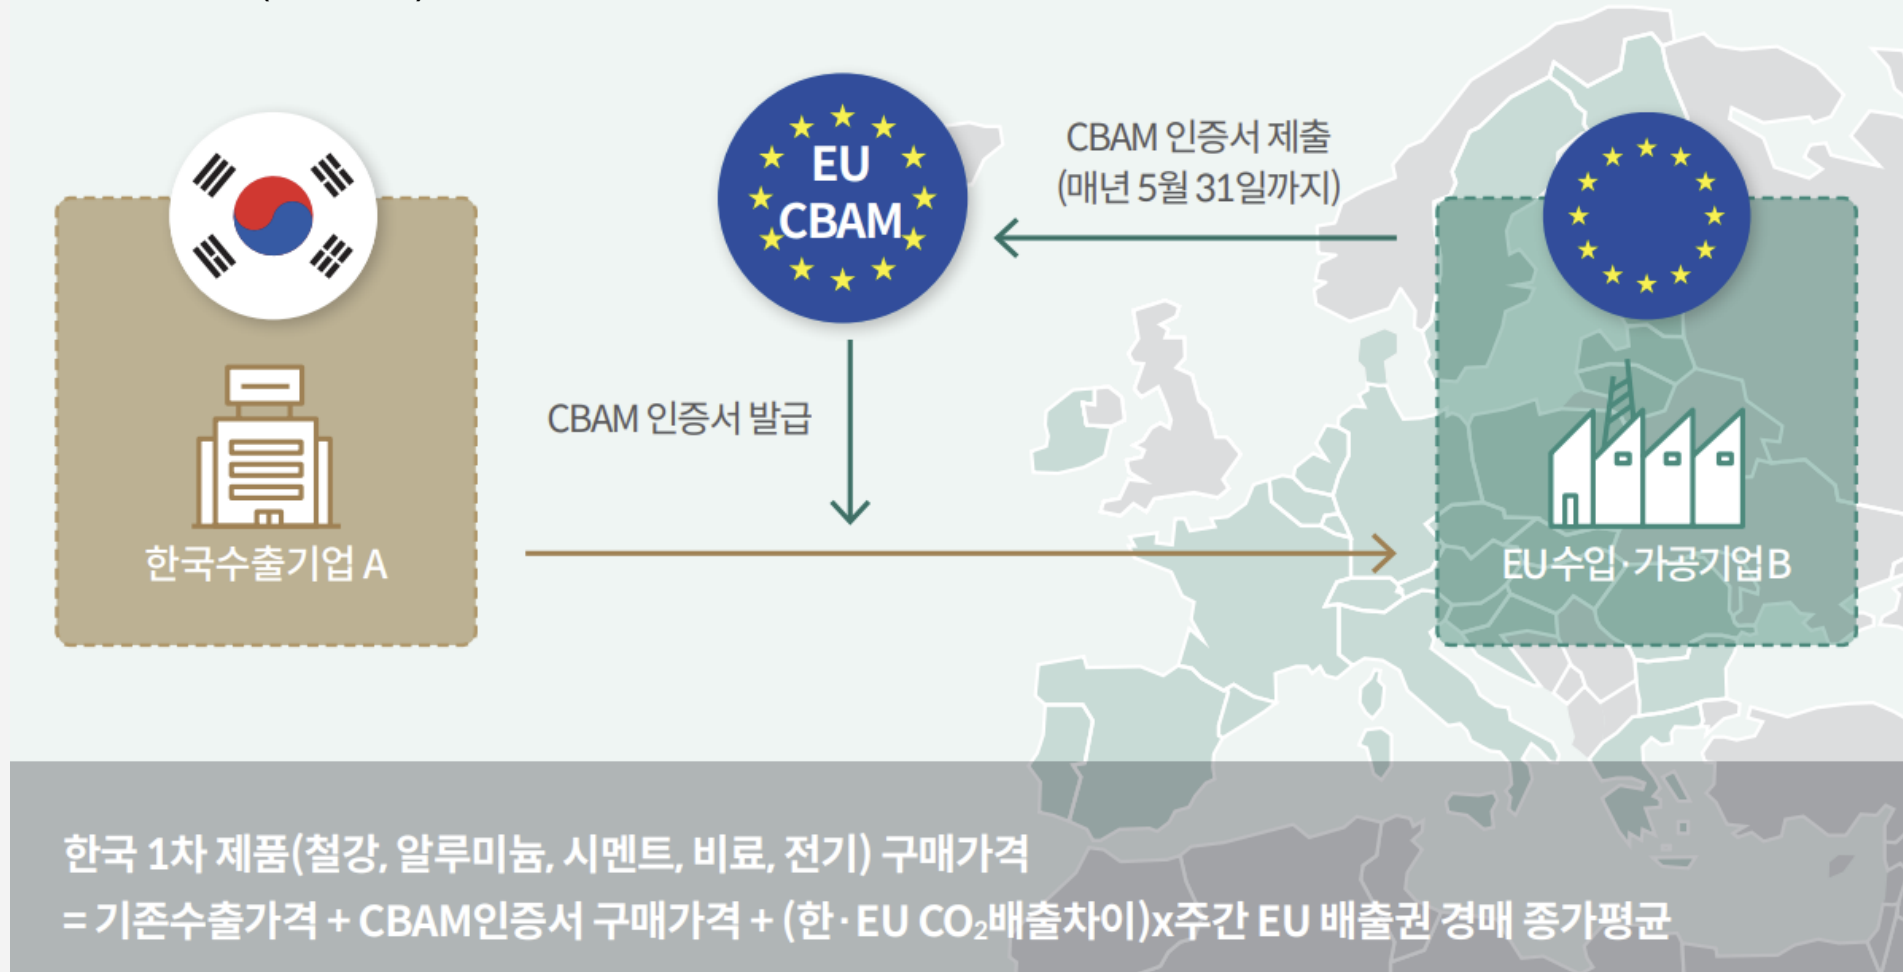 EU
CBAM
CBAM 인증서 제출
(매년 5월 31일까지)
CBAM 인증서 발급
한국수출기업 A
EU수입·가공기업B
한국 1차 제품(철강, 알루미늄, 시멘트, 비료, 전기) 구매가격
= 기존수출가격 + CBAM인증서 구매가격 + (한·EU CO₂배출차이)x주간 EU 배출권 경매 종가평균